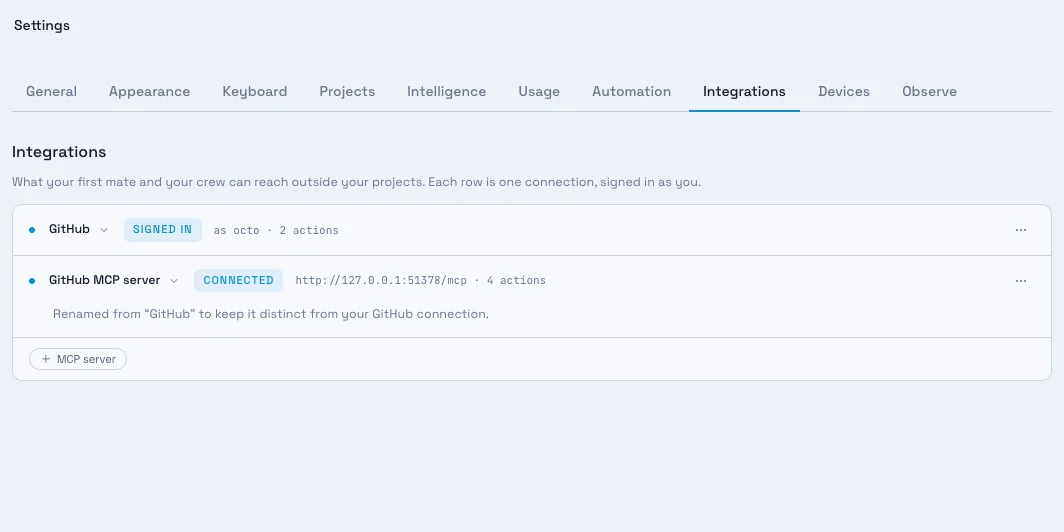 Settings
General Appearance Keyboard Projects Intelligence Usage Automation Integrations Devices Observe
Integrations
What your first mate and your crew can reach outside your projects. Each row is one connection, signed in as you.
GitHub SIGNED IN as octo · 2 actions ···
GitHub MCP server CONNECTED http://127.0.0.1:51378/mcp · 4 actions ···
Renamed from “GitHub” to keep it distinct from your GitHub connection.
+ MCP server